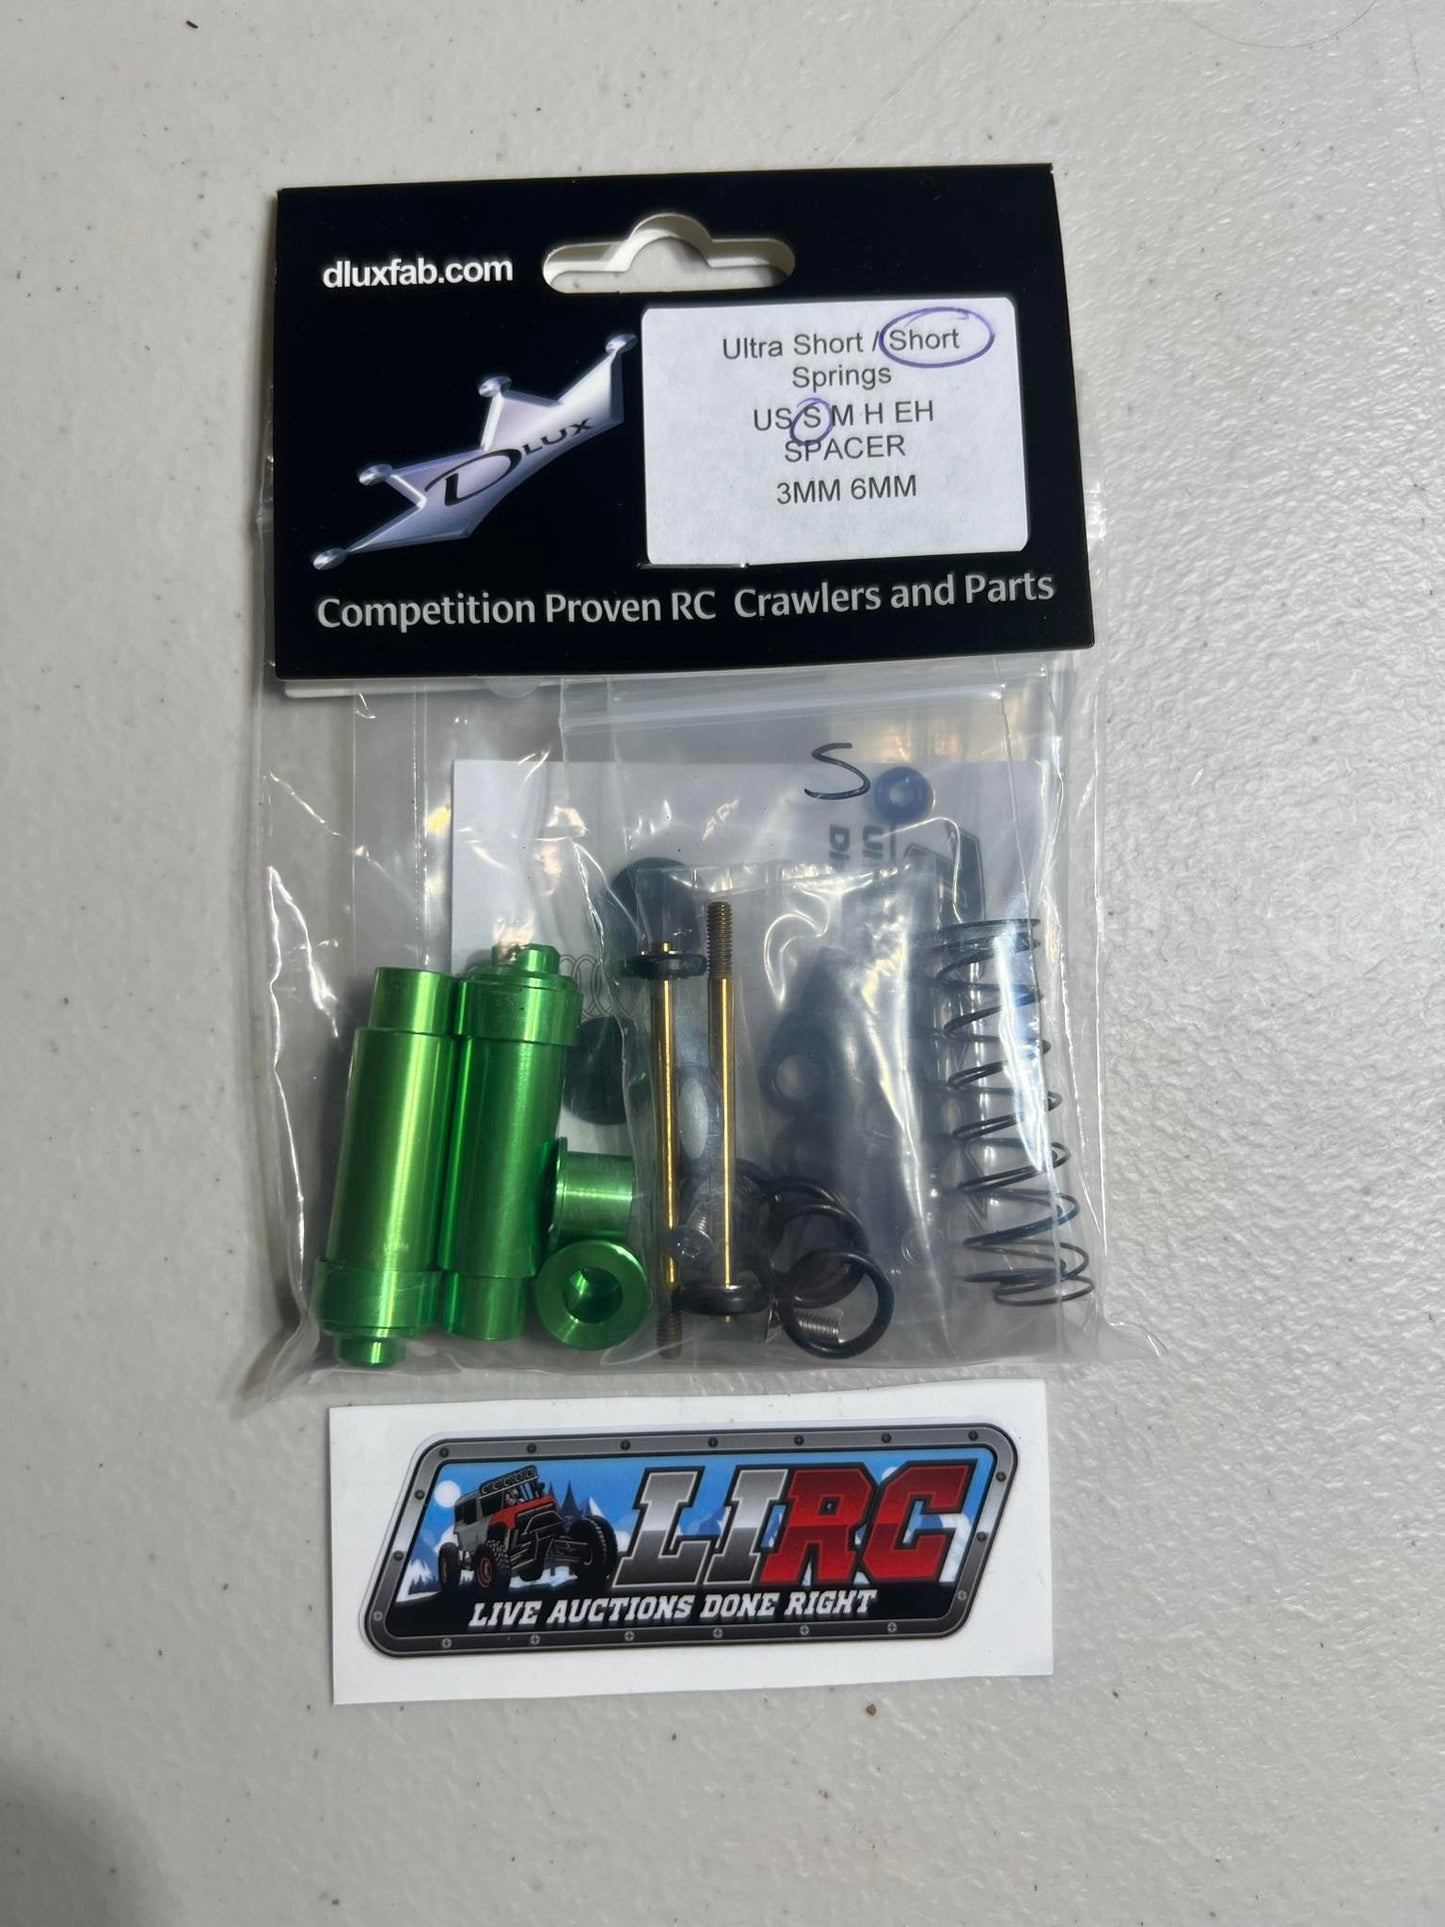 dluxfab.com
DLUX
Ultra Short / Short
Springs
US S M H EH
SPACER
3MM 6MM
Competition Proven RC Crawlers and Parts
S
LIRC
LIVE AUCTIONS DONE RIGHT